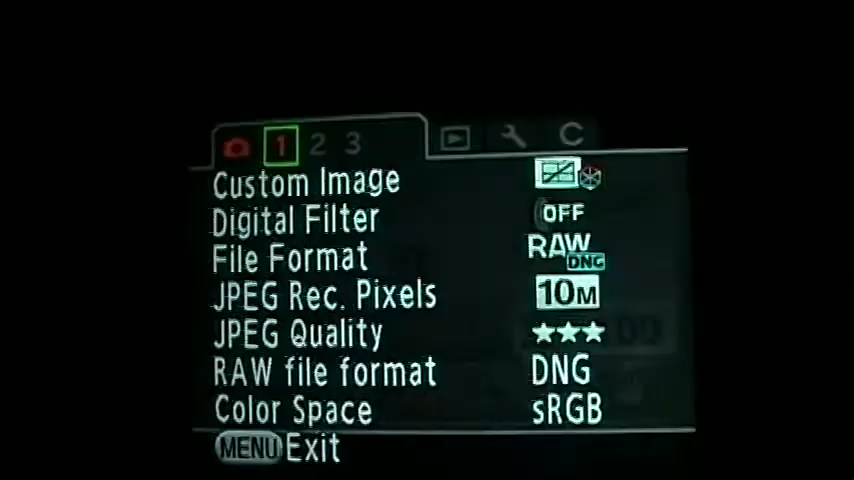 1 2 3 C
Custom Image
Digital Filter OFF
File Format RAW DNG
JPEG Rec. Pixels 10M
JPEG Quality ★★★
RAW file format DNG
Color Space sRGB
MENU Exit